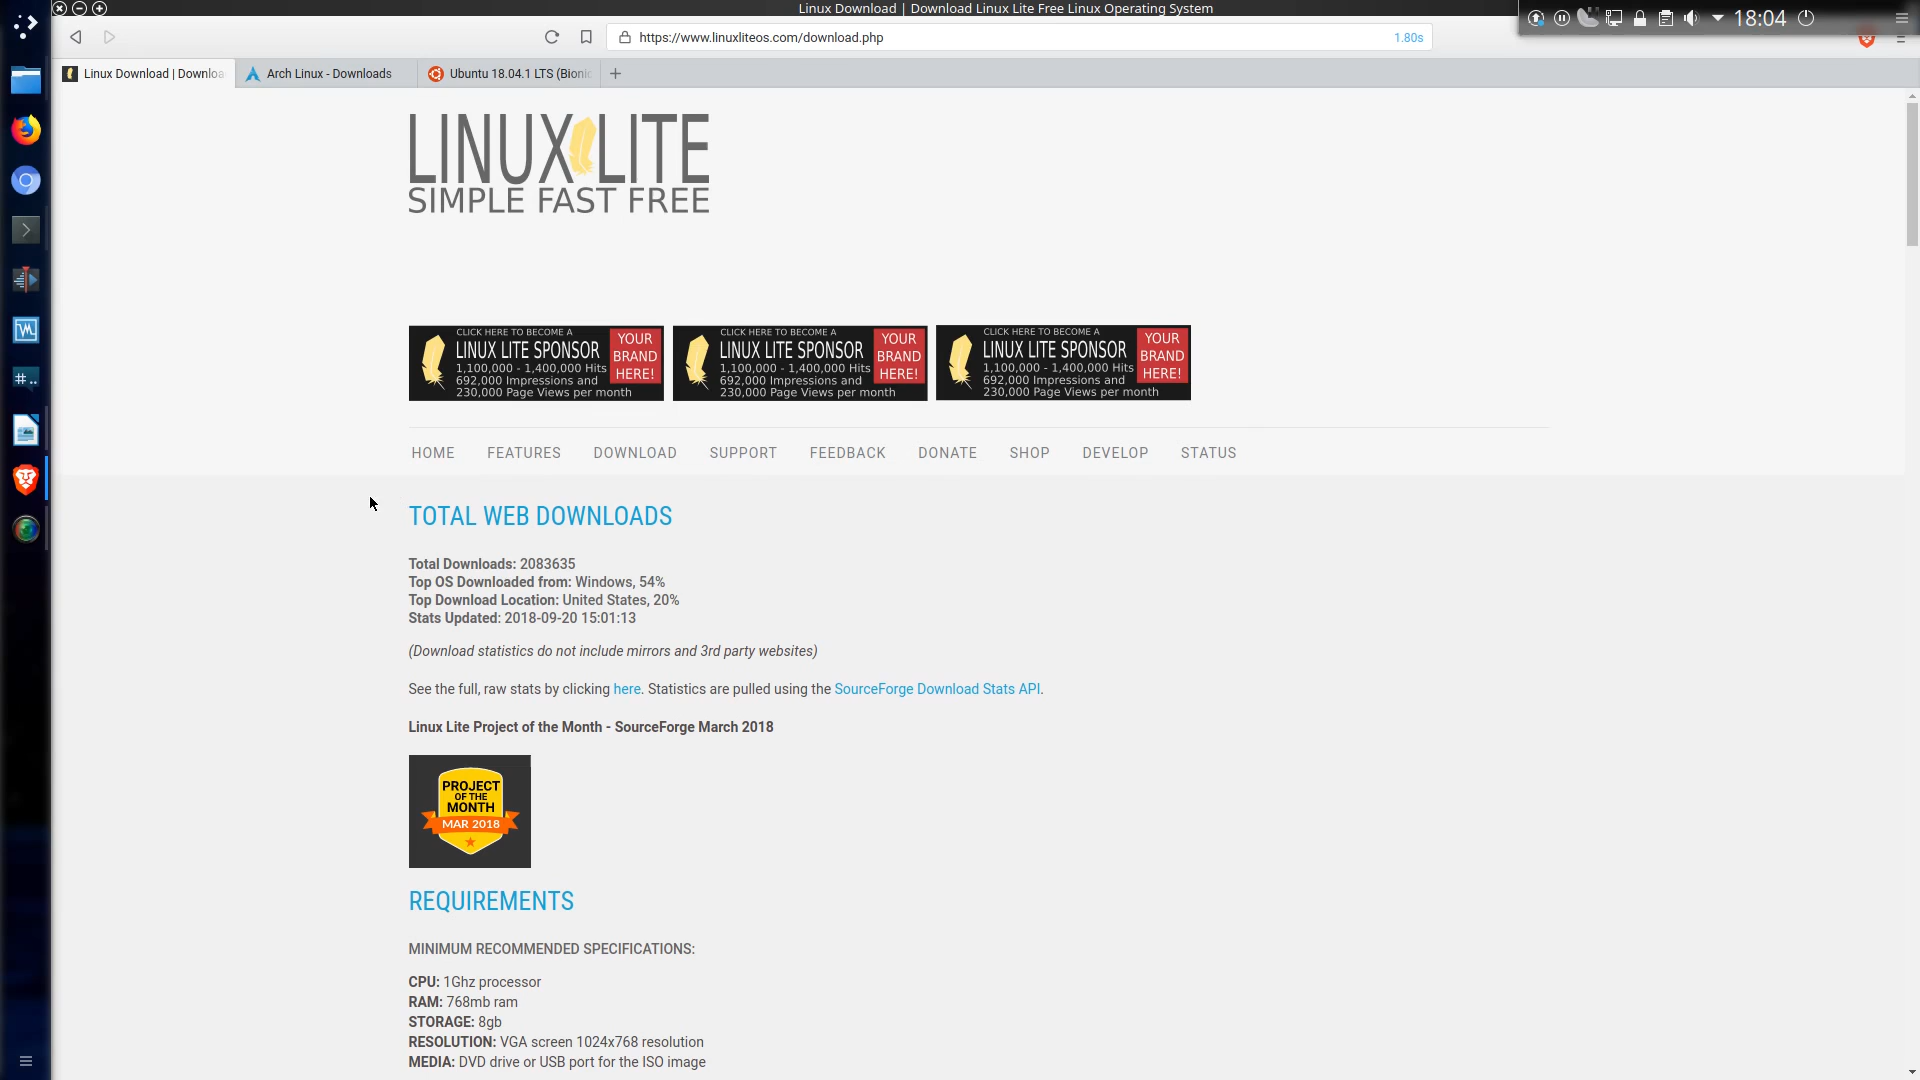 Linux Download | Download Linux Lite Free Linux Operating System
18:04
https://www.linuxliteos.com/download.php
1.80s
Linux Download | Downloa
Arch Linux - Downloads
Ubuntu 18.04.1 LTS (Bionic
LINUX LITE
SIMPLE FAST FREE
CLICK HERE TO BECOME A
LINUX LITE SPONSOR
1,100,000 - 1,400,000 Hits
692,000 Impressions and
230,000 Page Views per month
YOUR
BRAND
HERE!
CLICK HERE TO BECOME A
LINUX LITE SPONSOR
1,100,000 - 1,400,000 Hits
692,000 Impressions and
230,000 Page Views per month
YOUR
BRAND
HERE!
CLICK HERE TO BECOME A
LINUX LITE SPONSOR
1,100,000 - 1,400,000 Hits
692,000 Impressions and
230,000 Page Views per month
YOUR
BRAND
HERE!
HOME FEATURES DOWNLOAD SUPPORT FEEDBACK DONATE SHOP DEVELOP STATUS
TOTAL WEB DOWNLOADS
Total Downloads: 2083635
Top OS Downloaded from: Windows, 54%
Top Download Location: United States, 20%
Stats Updated: 2018-09-20 15:01:13
(Download statistics do not include mirrors and 3rd party websites)
See the full, raw stats by clicking here. Statistics are pulled using the SourceForge Download Stats API.
Linux Lite Project of the Month - SourceForge March 2018
PROJECT
OF THE
MONTH
MAR 2018
REQUIREMENTS
MINIMUM RECOMMENDED SPECIFICATIONS:
CPU: 1Ghz processor
RAM: 768mb ram
STORAGE: 8gb
RESOLUTION: VGA screen 1024x768 resolution
MEDIA: DVD drive or USB port for the ISO image